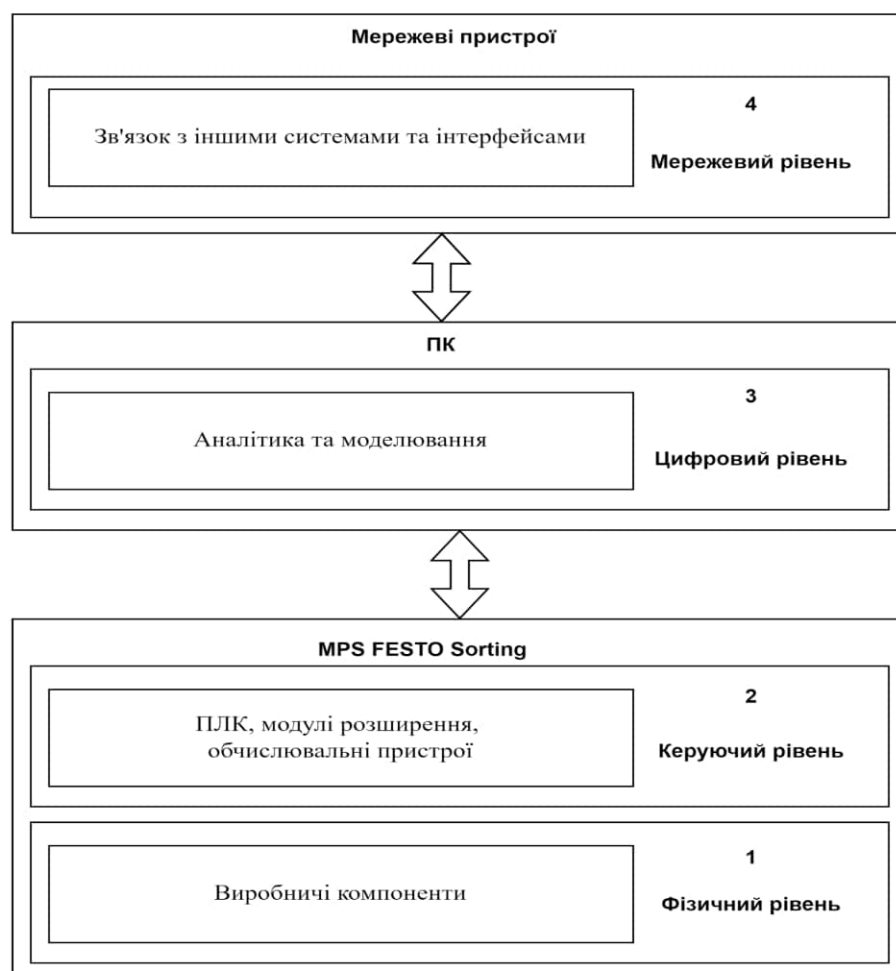 Мережеві пристрої
Зв'язок з іншими системами та інтерфейсами
4
Мережевий рівень
ПК
Аналітика та моделювання
3
Цифровий рівень
MPS FESTO Sorting
ПЛК, модулі розширення,
обчислювальні пристрої
2
Керуючий рівень
Виробничі компоненти
1
Фізичний рівень